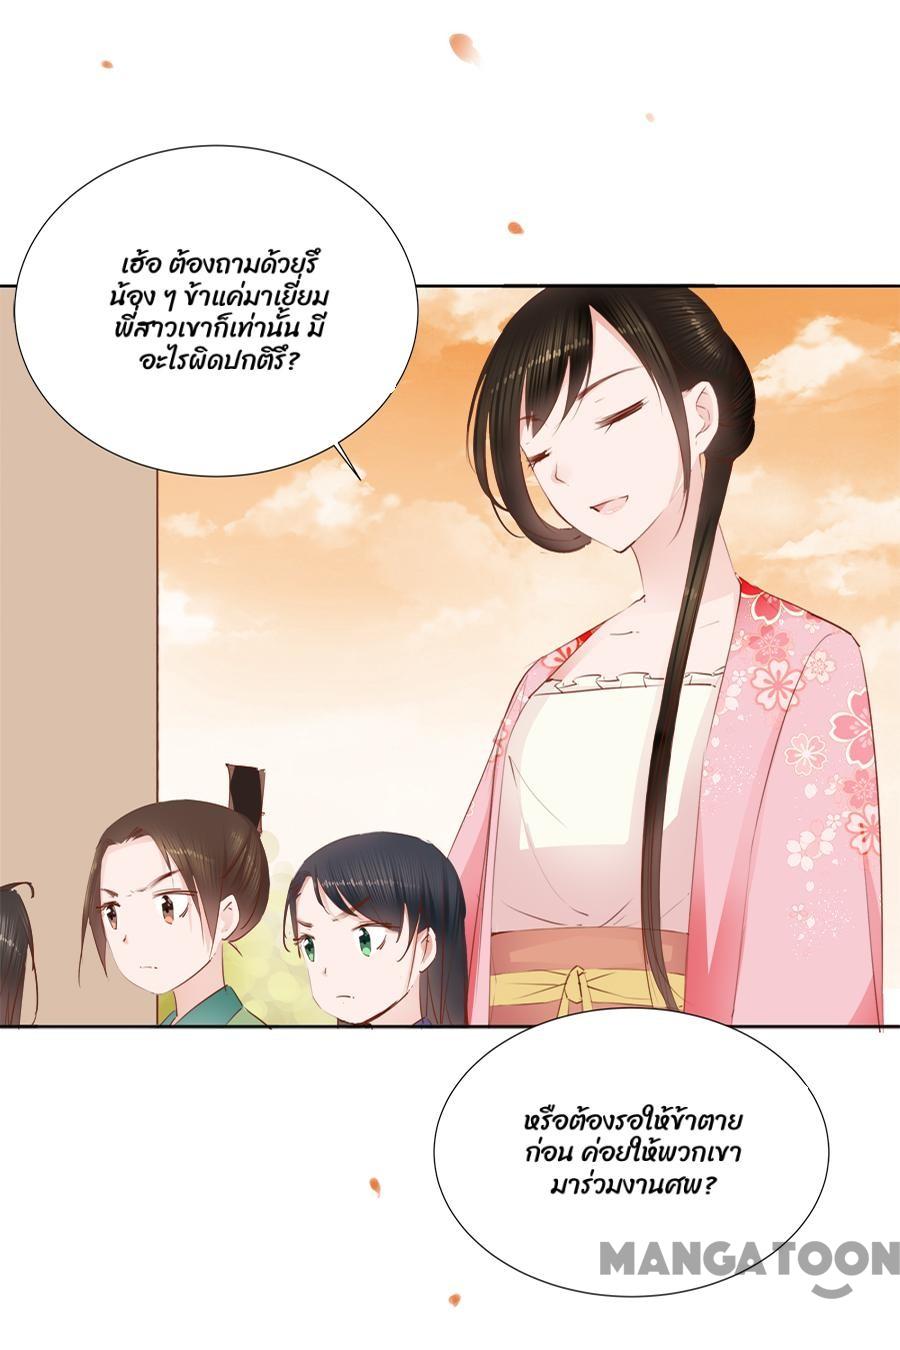 เฮ้อ ต้องถามด้วยรึ
น้อง ๆ ข้าแค่มาเยี่ยม
พี่สาวเขาก็เท่านั้น มี
อะไรผิดปกติรึ?
หรือต้องรอให้ข้าตาย
ก่อน ค่อยให้พวกเขา
มาร่วมงานศพ?
MANGATOON